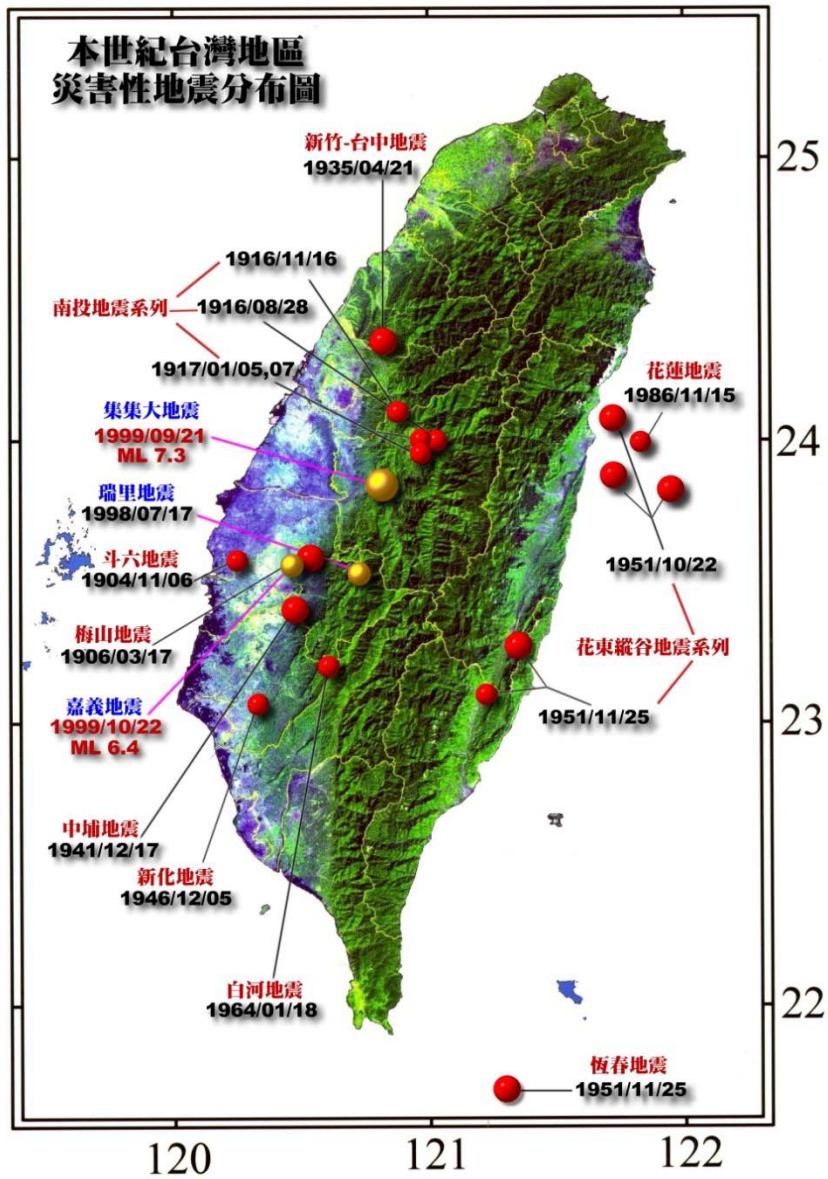 本世紀台灣地區
災害性地震分布圖
新竹-台中地震
1935/04/21
25
1916/11/16
南投地震系列
1916/08/28
1917/01/05,07
花蓮地震
1986/11/15
集集大地震
1999/09/21
ML 7.3
24
瑞里地震
1998/07/17
斗六地震
1904/11/06
1951/10/22
梅山地震
1906/03/17
花東縱谷地震系列
嘉義地震
1999/10/22
ML 6.4
1951/11/25
23
中埔地震
1941/12/17
新化地震
1946/12/05
白河地震
1964/01/18
22
恆春地震
1951/11/25
120
121
122